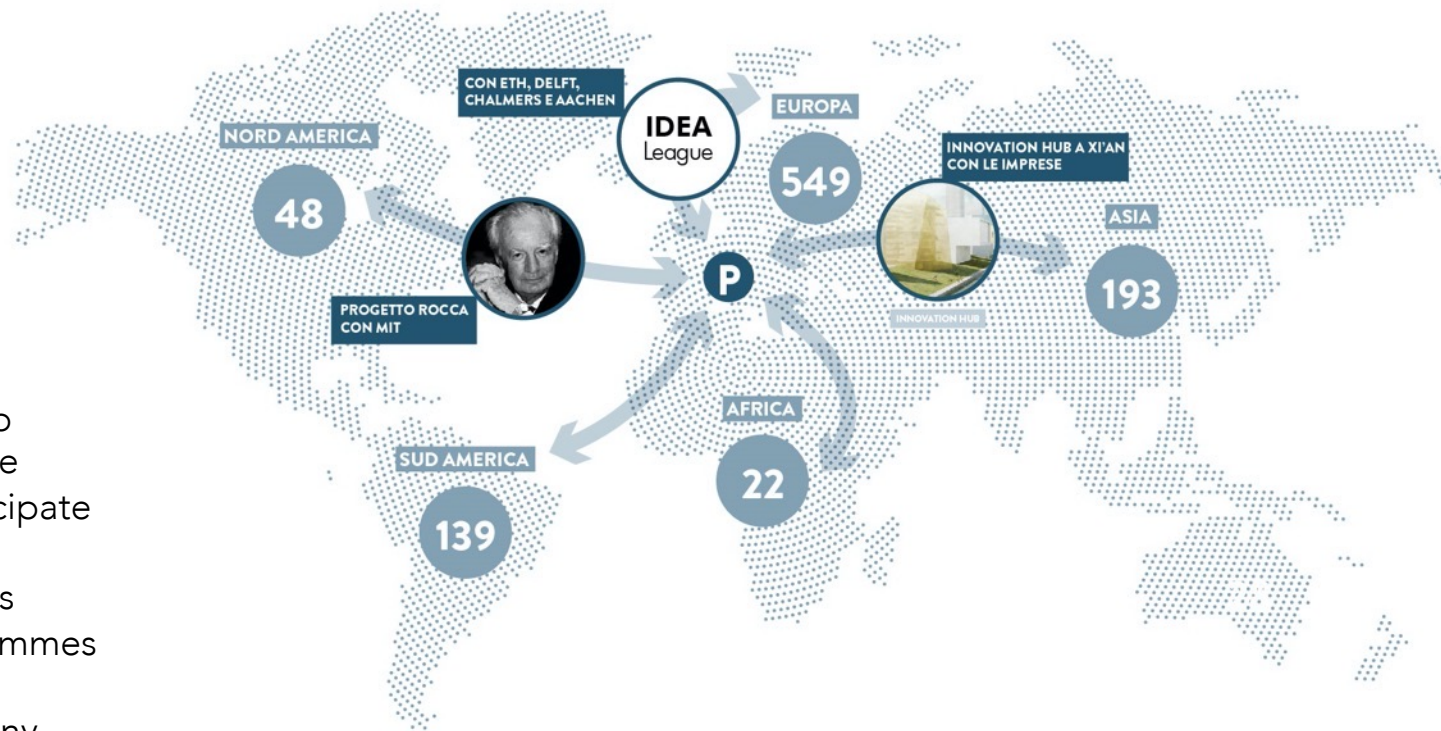 CON ETH, DELFT,
CHALMERS E AACHEN
IDEA
League
EUROPA
549
NORD AMERICA
48
INNOVATION HUB A XI'AN
CON LE IMPRESE
ASIA
193
P
PROGETTO ROCCA
CON MIT
INNOVATION HUB
AFRICA
22
SUD AMERICA
139
cipate
mmes